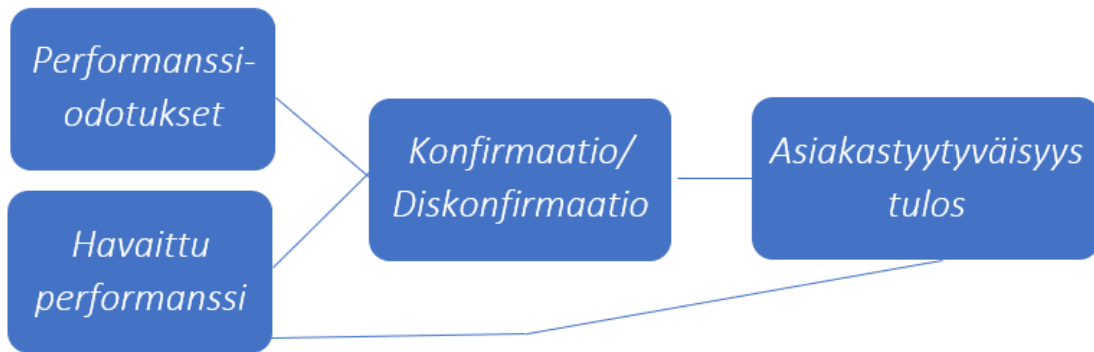 Performanssi-
odotukset
Havaittu
performanssi
Konfirmaatio/
Diskonfirmaatio
Asiakastyytyväisyys
tulos